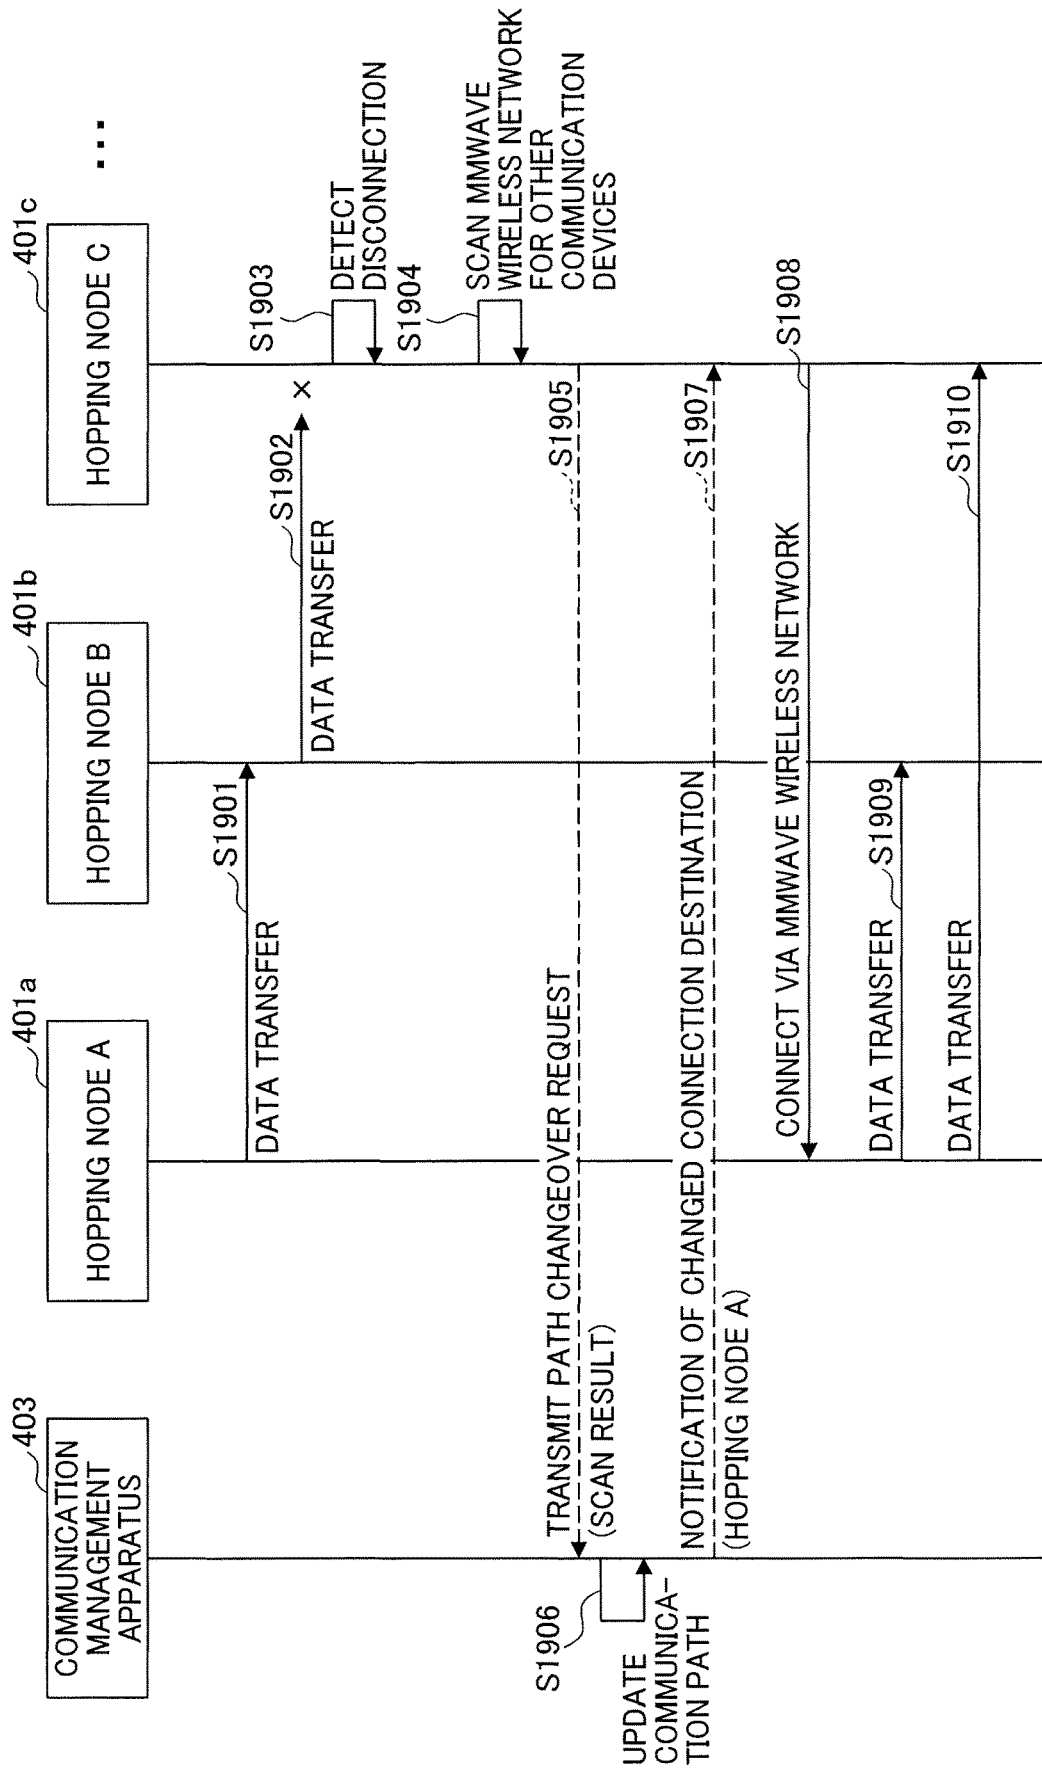 403
COMMUNICATION
MANAGEMENT
APPARATUS
401a
HOPPING NODE A
401b
HOPPING NODE B
401c
HOPPING NODE C
...
S1901
DATA TRANSFER
S1902
DATA TRANSFER
×
S1903
DETECT
DISCONNECTION
S1904
SCAN MMWAVE
WIRELESS NETWORK
FOR OTHER
COMMUNICATION
DEVICES
S1905
TRANSMIT PATH CHANGEOVER REQUEST
(SCAN RESULT)
S1906
UPDATE
COMMUNICA-
TION PATH
S1907
NOTIFICATION OF CHANGED CONNECTION DESTINATION
(HOPPING NODE A)
S1908
CONNECT VIA MMWAVE WIRELESS NETWORK
S1909
DATA TRANSFER
S1910
DATA TRANSFER